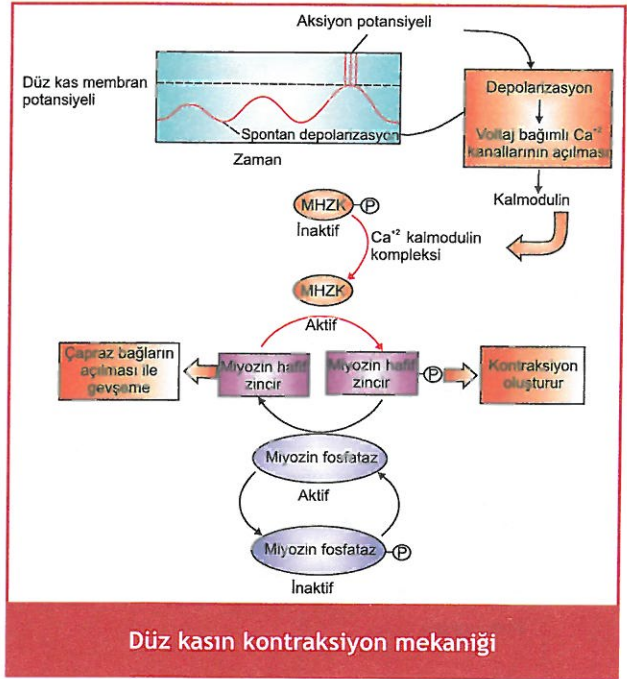 Aksiyon potansiyeli
Düz kas membran
potansiyeli
Spontan depolarizasyon
Zaman
Depolarizasyon
Voltaj bağımlı Ca+2
kanallarının açılması
Kalmodulin
MHZK P
İnaktif
Ca+2 kalmodulin
kompleksi
MHZK
Aktif
Çapraz bağların
açılması ile
gevşeme
Miyozin hafif
zincir
Miyozin hafif
zincir
P
Kontraksiyon
oluşturur
Miyozin fosfataz
Aktif
Miyozin fosfataz P
İnaktif
Düz kasın kontraksiyon mekaniği